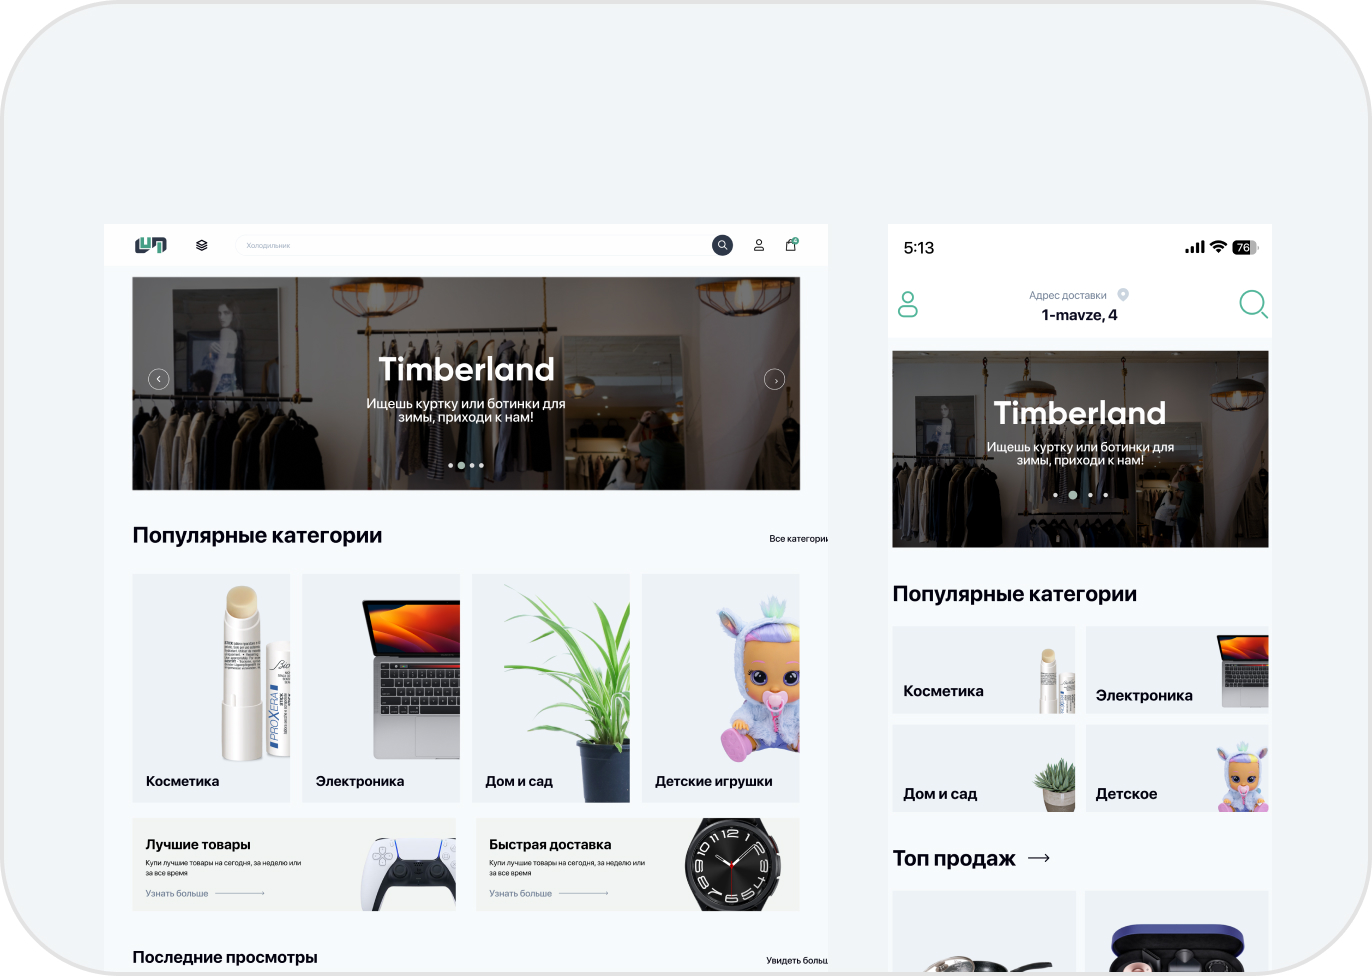 Холодильник
Timberland
Ищешь куртку или ботинки для
зимы, приходи к нам!
Популярные категории
Все категории
Косметика
Электроника
Дом и сад
Детские игрушки
PROXERA
Лучшие товары
Купи лучшие товары на сегодня, за неделю или
за все время
Узнать больше
Быстрая доставка
Купи лучшие товары на сегодня, за неделю или
за все время
Узнать больше
12
Последние просмотры
Увидеть больш
5:13
76
Адрес доставки
1-mavze, 4
Timberland
Ищешь куртку или ботинки для
зимы, приходи к нам!
Популярные категории
Косметика
Электроника
Дом и сад
Детское
Топ продаж